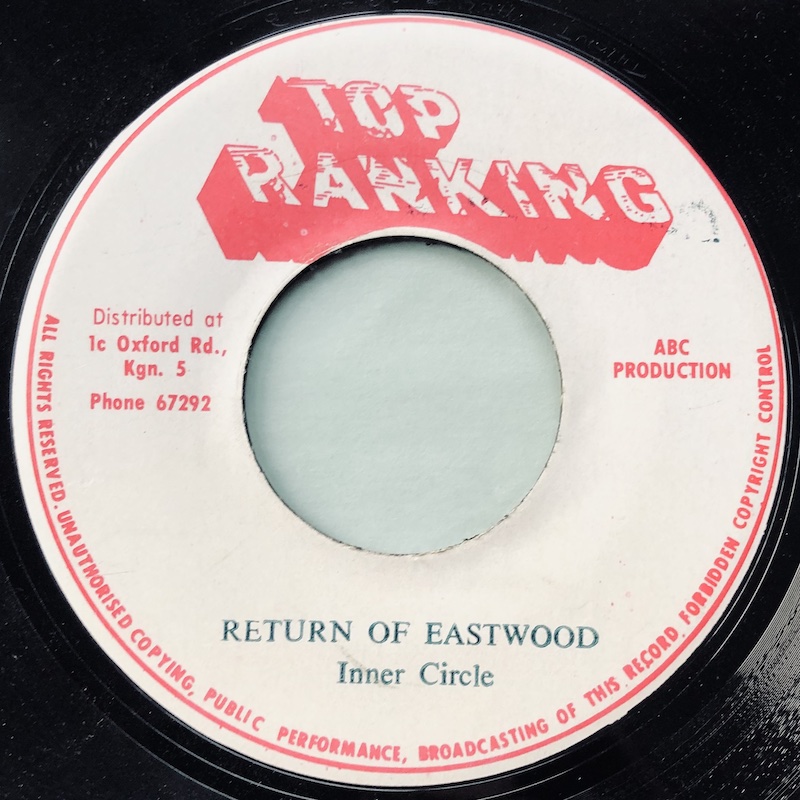 TOP
RANKING
Distributed at
1c Oxford Rd.,
Kgn. 5
Phone 67292
ABC
PRODUCTION
RETURN OF EASTWOOD
Inner Circle
ALL RIGHTS RESERVED. UNAUTHORISED COPYING, PUBLIC PERFORMANCE, BROADCASTING OF THIS RECORD FORBIDDEN COPYRIGHT CONTROL